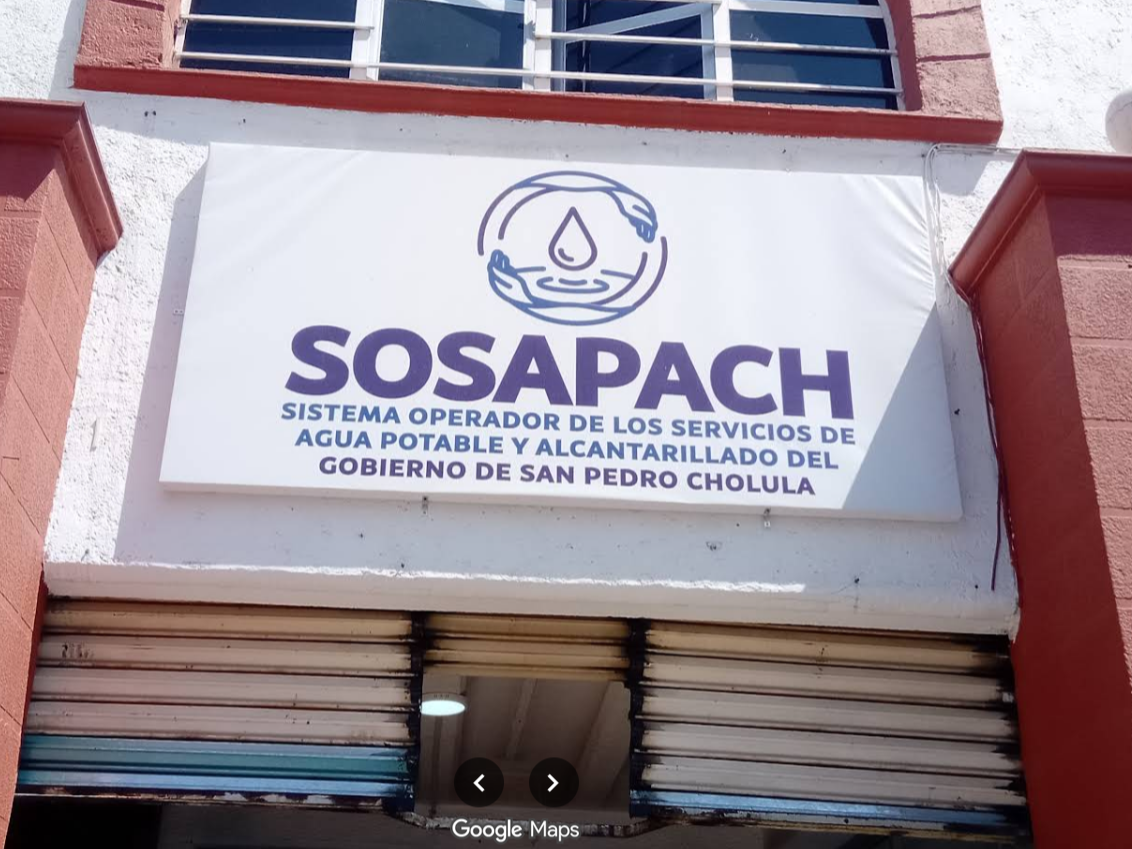 SOSAPACH
SISTEMA OPERADOR DE LOS SERVICIOS DE
AGUA POTABLE Y ALCANTARILLADO DEL
GOBIERNO DE SAN PEDRO CHOLULA
Google Maps